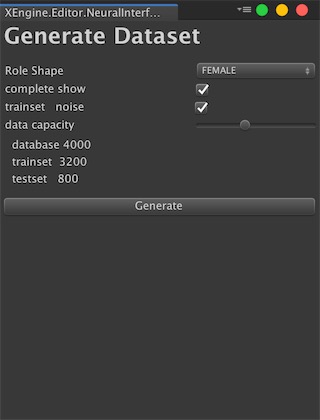 XEngine.Editor.NeuralInterf...
Generate Dataset
Role Shape FEMALE
complete show
trainset noise
data capacity
database 4000
trainset 3200
testset 800
Generate